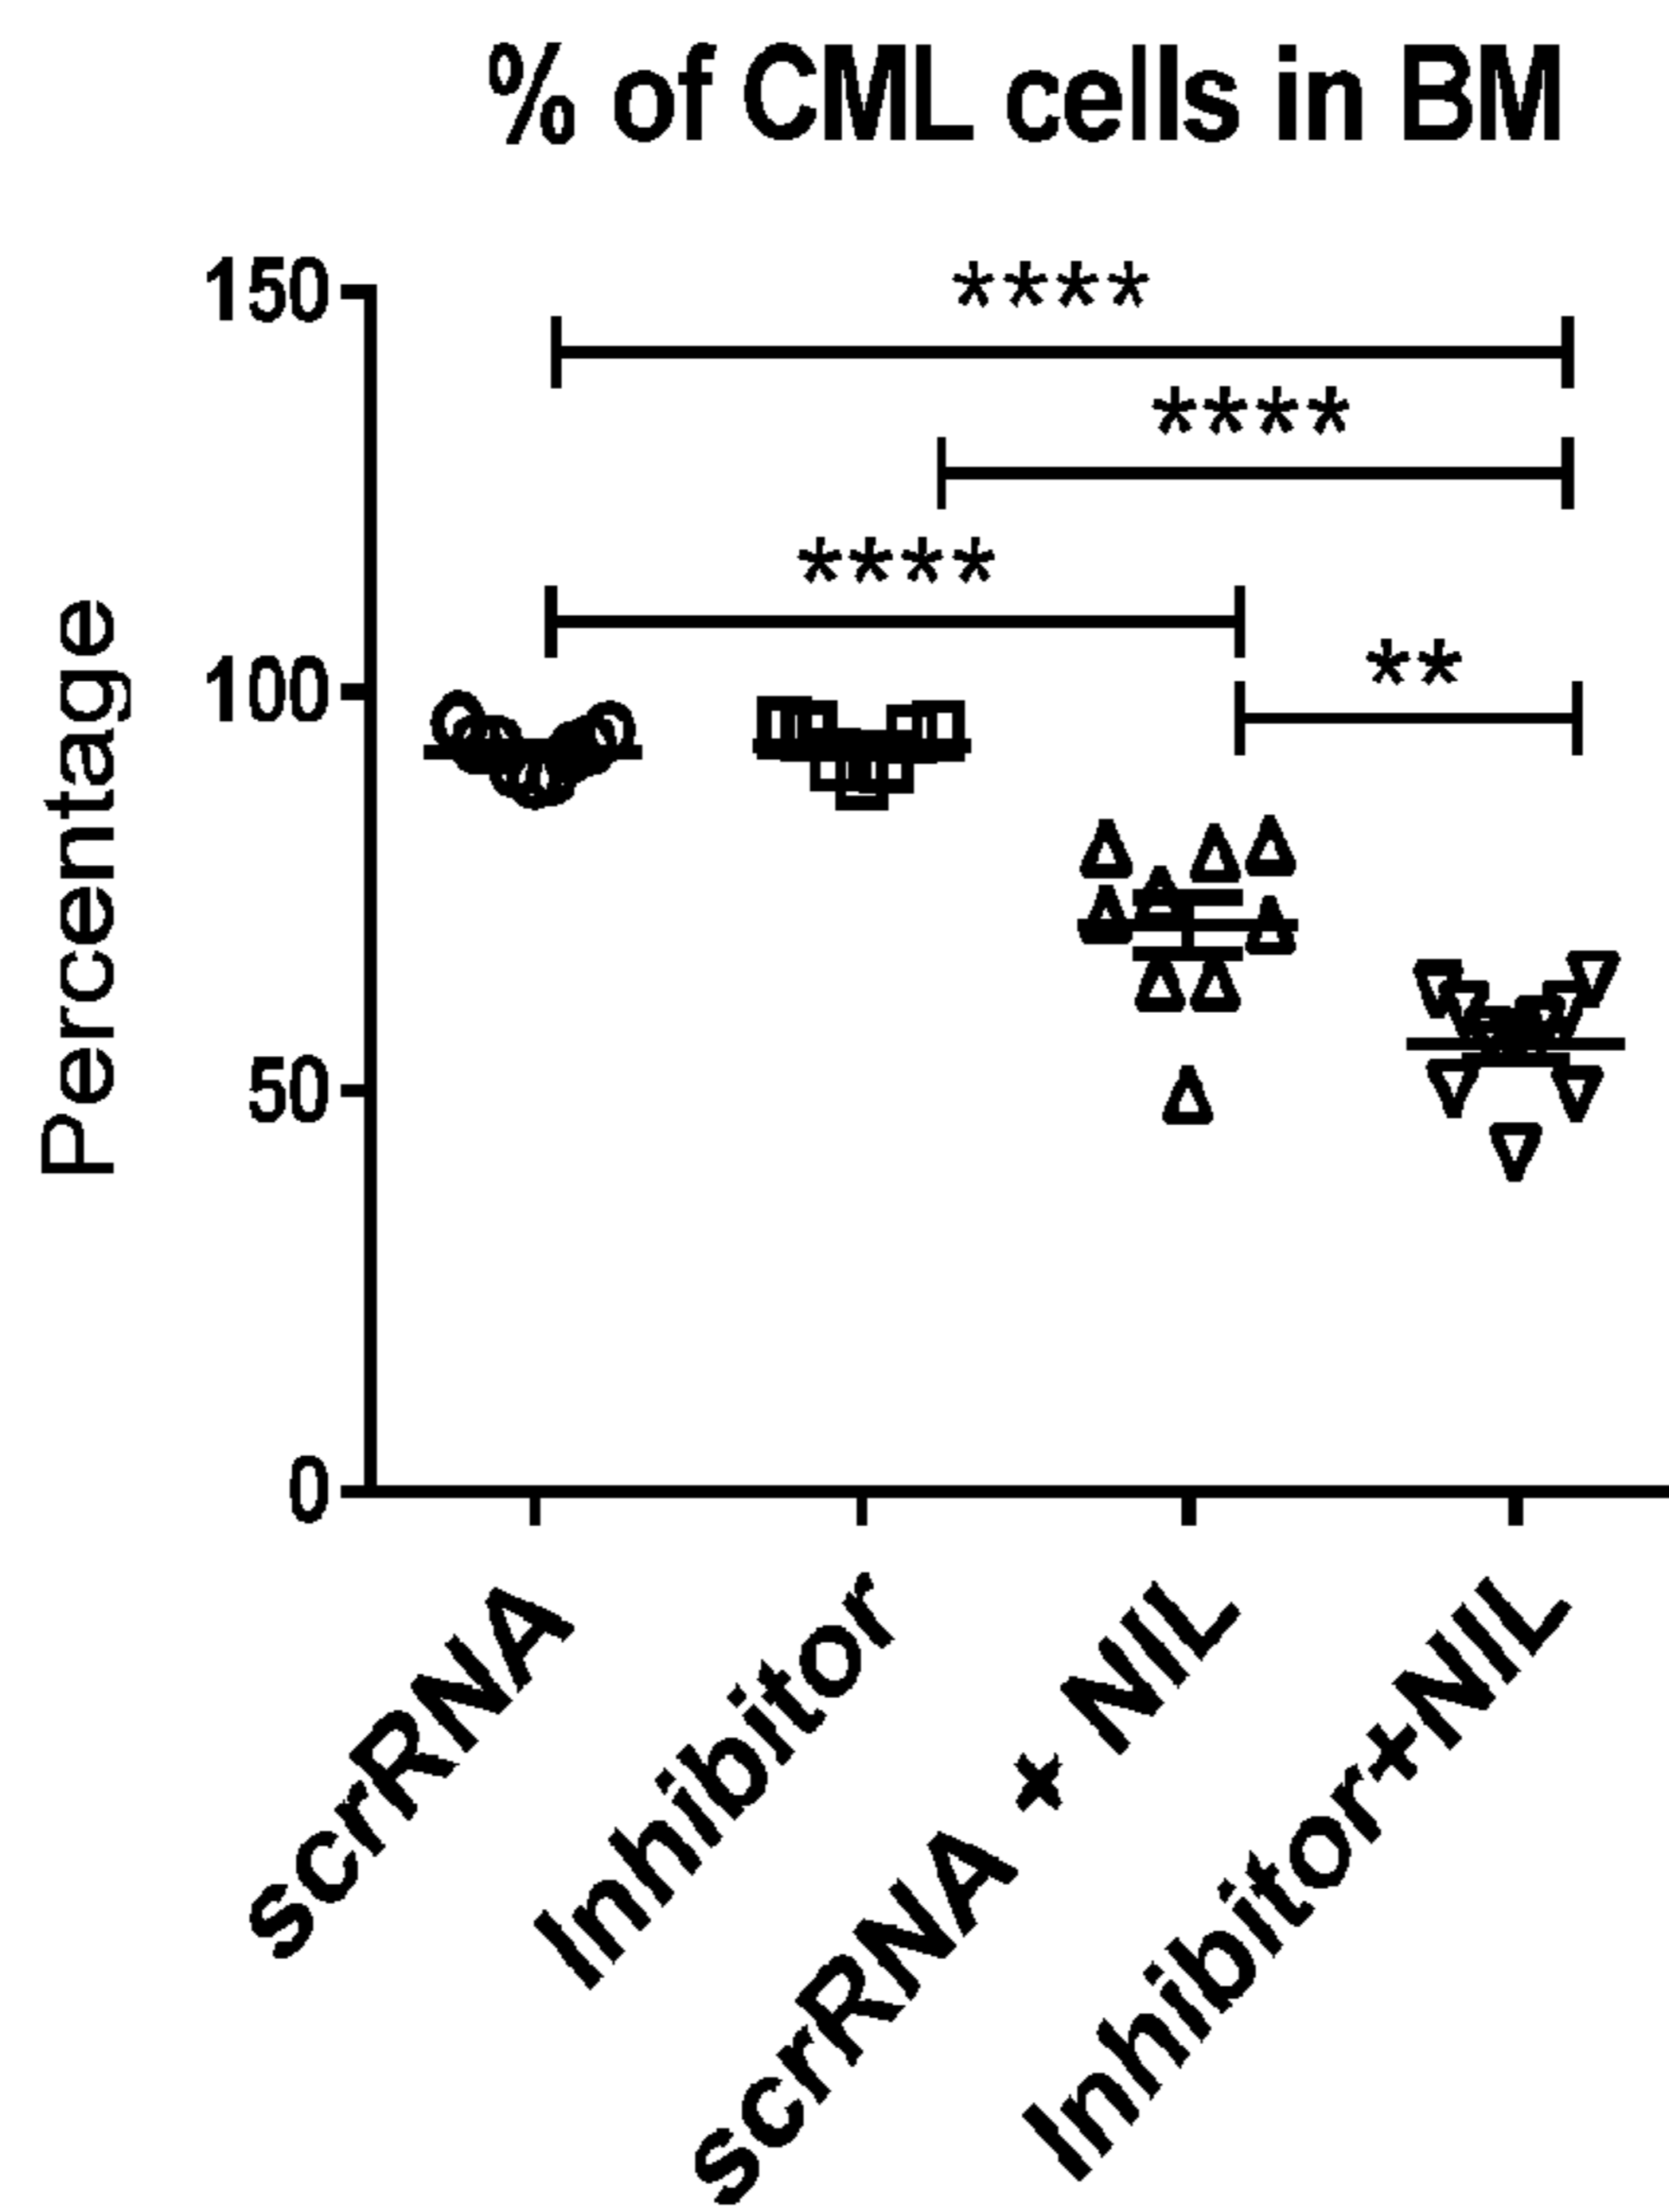 % of CML cells in BM
150
****
****
****
100
**
Percentage
50
0
scrRNA
Inhibitor
scrRNA + NIL
Inhibitor+NIL